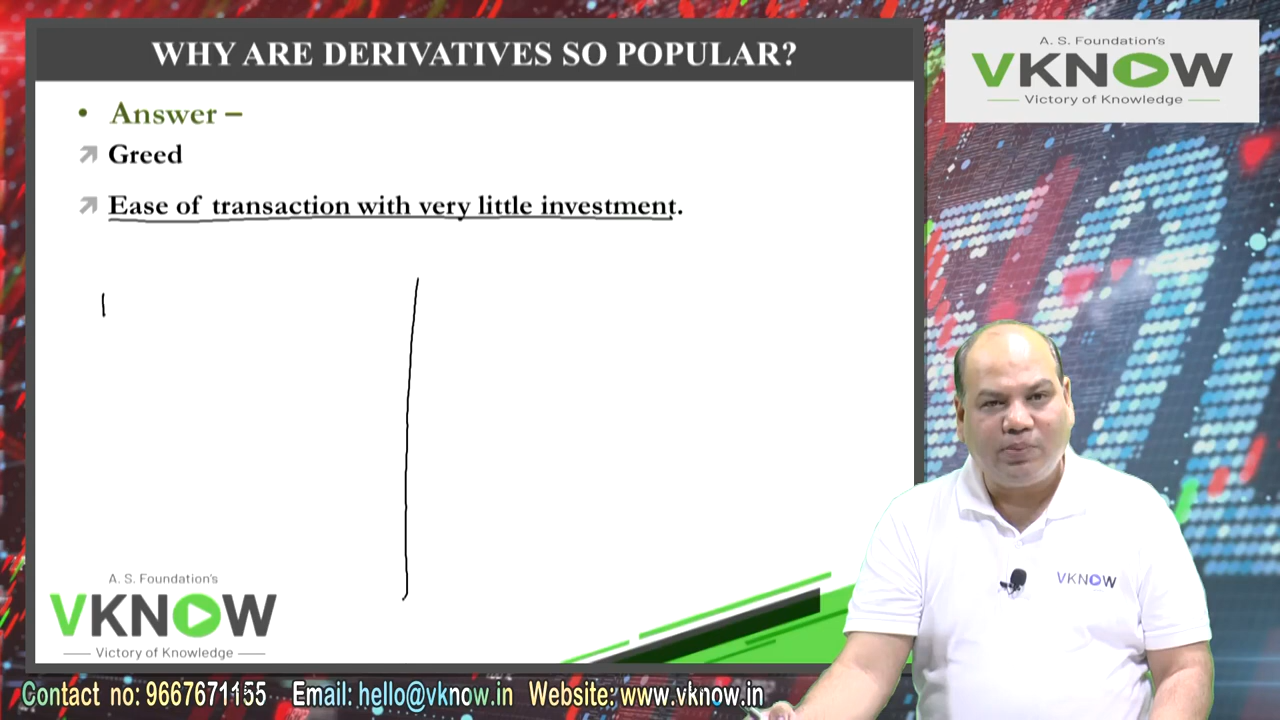 WHY ARE DERIVATIVES SO POPULAR?
• Answer –
Greed
Ease of transaction with very little investment.
A. S. Foundation's
VKNOW
Victory of Knowledge
A. S. Foundation's
VKNOW
Victory of Knowledge
VKNOW
Contact no: 9667671155 Email: hello@vknow.in Website: www.vknow.in